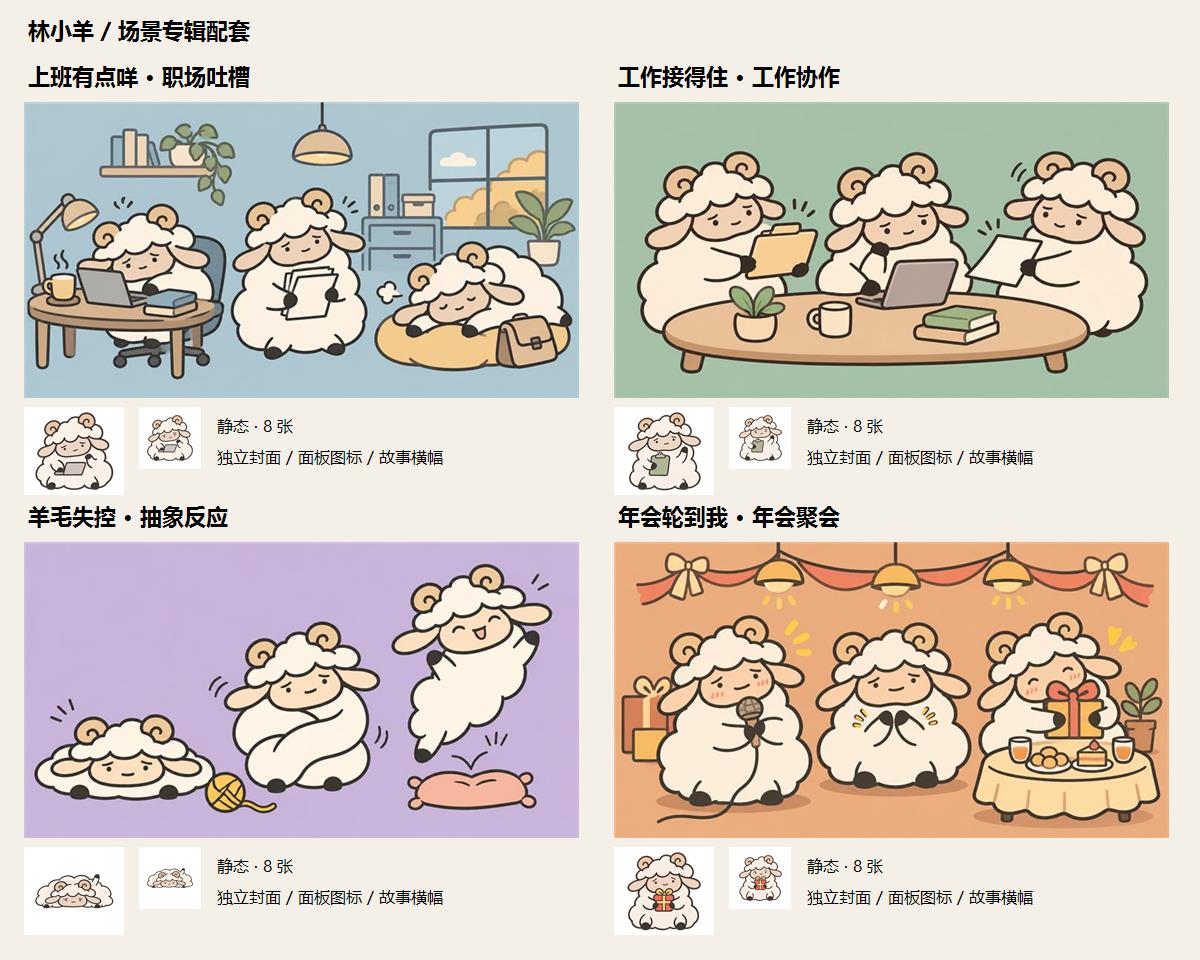 林小羊 / 场景专辑配套
上班有点咩 • 职场吐槽
静态 · 8 张
独立封面 / 面板图标 / 故事横幅
工作接得住 • 工作协作
静态 · 8 张
独立封面 / 面板图标 / 故事横幅
羊毛失控 • 抽象反应
静态 · 8 张
独立封面 / 面板图标 / 故事横幅
年会轮到我 • 年会聚会
静态 · 8 张
独立封面 / 面板图标 / 故事横幅